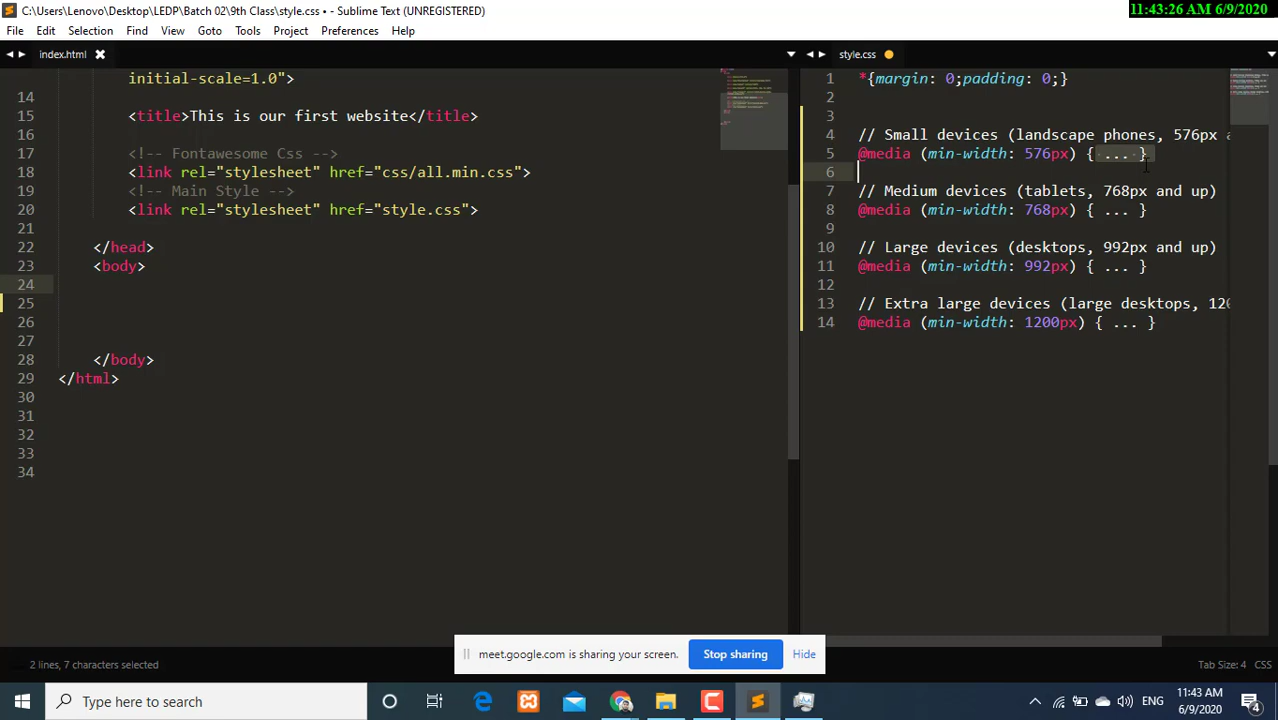 C:\Users\Lenovo\Desktop\LEDP\Batch 02\9th Class\style.css • - Sublime Text (UNREGISTERED)
11:43:26 AM 6/9/2020
File Edit Selection Find View Goto Tools Project Preferences Help
index.html
style.css
initial-scale=1.0">
14
15 <title>This is our first website</title>
16
17 <!-- Fontawesome Css -->
18 <link rel="stylesheet" href="css/all.min.css">
19 <!-- Main Style -->
20 <link rel="stylesheet" href="style.css">
21
22 </head>
23 <body>
24
25
26
27
28 </body>
29 </html>
30
31
32
33
34
1 *{margin: 0;padding: 0;}
2
3
4 // Small devices (landscape phones, 576px a
5 @media (min-width: 576px) { ... }
6
7 // Medium devices (tablets, 768px and up)
8 @media (min-width: 768px) { ... }
9
10 // Large devices (desktops, 992px and up)
11 @media (min-width: 992px) { ... }
12
13 // Extra large devices (large desktops, 120
14 @media (min-width: 1200px) { ... }
meet.google.com is sharing your screen. Stop sharing Hide
2 lines, 7 characters selected
Tab Size: 4 CSS
Type here to search
ENG
11:43 AM
6/9/2020
4